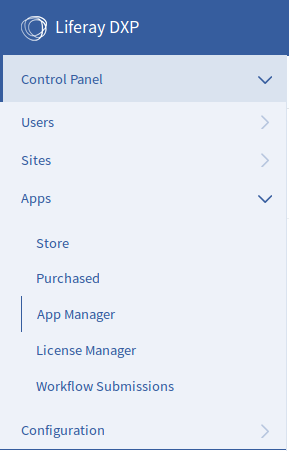 Liferay DXP
Control Panel
Users
Sites
Apps
Store
Purchased
App Manager
License Manager
Workflow Submissions
Configuration